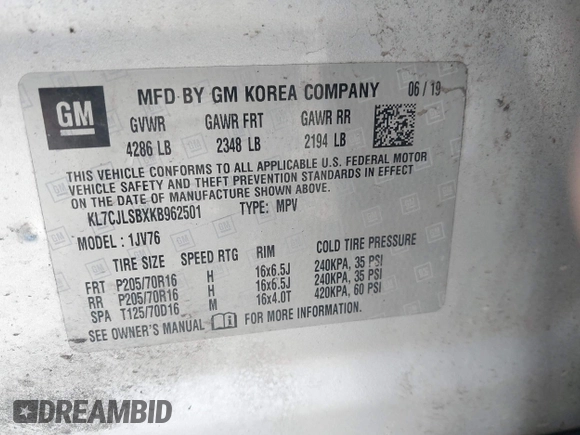 GM
MFD BY GM KOREA COMPANY 06 / 19
GVWR GAWR FRT GAWR RR
4286 LB 2348 LB 2194 LB
THIS VEHICLE CONFORMS TO ALL APPLICABLE U.S. FEDERAL MOTOR
VEHICLE SAFETY AND THEFT PREVENTION STANDARDS IN EFFECT
ON THE DATE OF MANUFACTURE SHOWN ABOVE.
KL7CJLSBXKB962501 TYPE: MPV
MODEL : 1JV76
TIRE SIZE SPEED RTG RIM COLD TIRE PRESSURE
FRT P205/70R16 H 16x6.5J 240KPA, 35 PSI
RR P205/70R16 H 16x6.5J 240KPA, 35 PSI
SPA T125/70D16 M 16x4.0T 420KPA, 60 PSI
SEE OWNER'S MANUAL FOR MORE INFORMATION.
DREAMBID